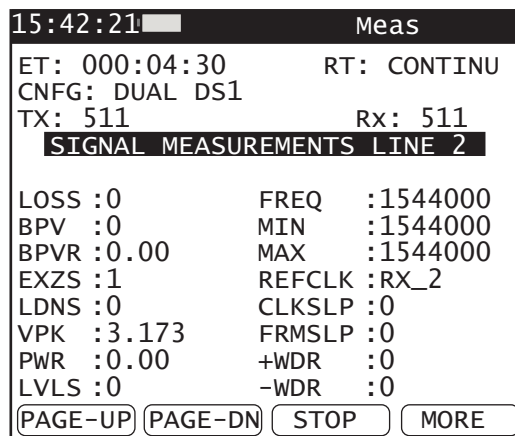 15:42:21 Meas
ET: 000:04:30 RT: CONTINU
CNFG: DUAL DS1
TX: 511 Rx: 511
SIGNAL MEASUREMENTS LINE 2
LOSS :0 FREQ :1544000
BPV :0 MIN :1544000
BPVR :0.00 MAX :1544000
EXZS :1 REFCLK :RX_2
LDNS :0 CLKSLP :0
VPK :3.173 FRMSLP :0
PWR :0.00 +WDR :0
LVLS :0 -WDR :0
PAGE-UP PAGE-DN STOP MORE